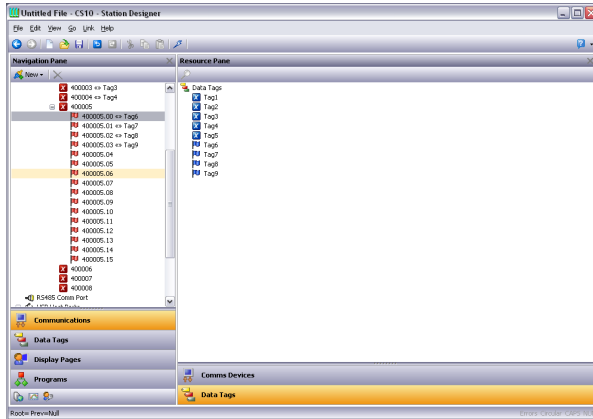 Untitled File - CS10 - Station Designer
File Edit View Go Link Help
Navigation Pane
New
400003 <> Tag3
400004 <> Tag4
400005
400005.00 <> Tag6
400005.01 <> Tag7
400005.02 <> Tag8
400005.03 <> Tag9
400005.04
400005.05
400005.06
400005.07
400005.08
400005.09
400005.10
400005.11
400005.12
400005.13
400005.14
400005.15
400006
400007
400008
RS485 Comm Port
Communications
Data Tags
Display Pages
Programs
Resource Pane
Data Tags
Tag1
Tag2
Tag3
Tag4
Tag5
Tag6
Tag7
Tag8
Tag9
Comms Devices
Data Tags
Root= Prev=Null
Errors Circular CAPS